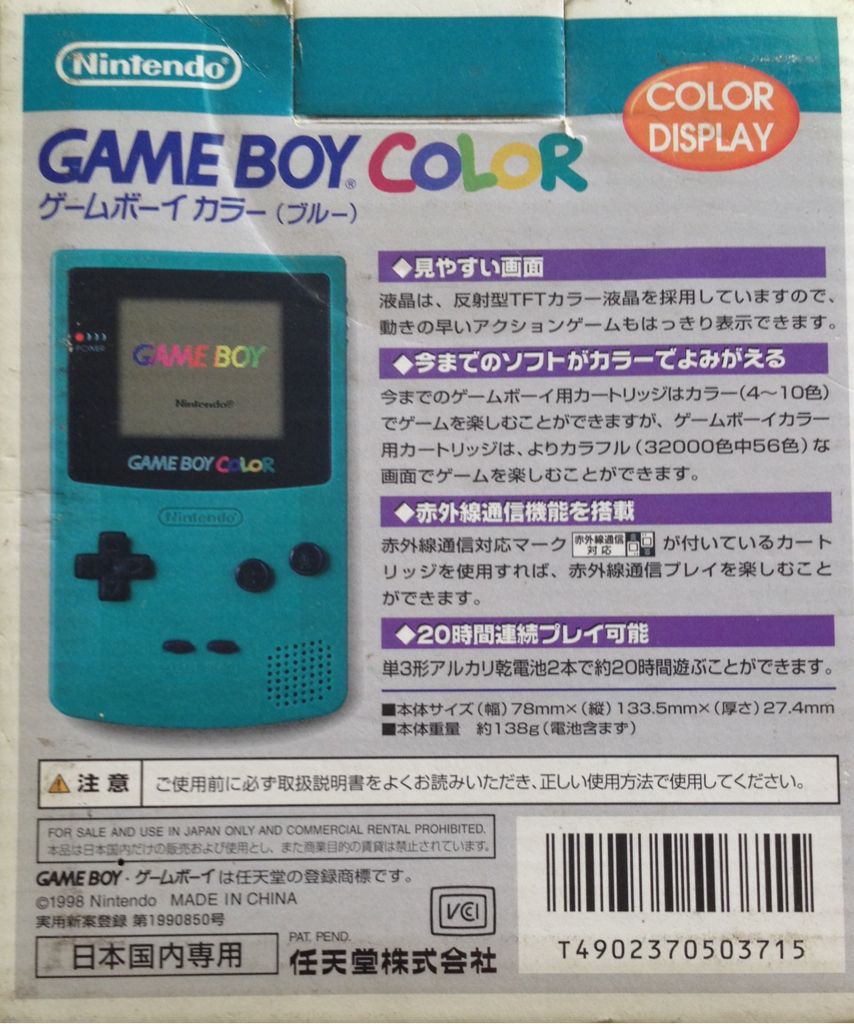 Nintendo®
COLOR
DISPLAY
GAME BOY® COLOR
ゲームボーイ カラー(ブルー)
◆見やすい画面
液晶は、反射型TFTカラー液晶を採用していますので、
動きの早いアクションゲームもはっきり表示できます。
◆今までのソフトがカラーでよみがえる
今までのゲームボーイ用カートリッジはカラー(4〜10色)
でゲームを楽しむことができますが、ゲームボーイカラー
用カートリッジは、よりカラフル(32000色中56色)な
画面でゲームを楽しむことができます。
◆赤外線通信機能を搭載
赤外線通信対応マーク 赤外線通信対応 が付いているカート
リッジを使用すれば、赤外線通信プレイを楽しむこと
ができます。
◆20時間連続プレイ可能
単3形アルカリ乾電池2本で約20時間遊ぶことができます。
■本体サイズ(幅)78mm×(縦)133.5mm×(厚さ)27.4mm
■本体重量 約138g(電池含まず)
POWER
GAME BOY
Nintendo®
GAME BOY COLOR
Nintendo
注意 ご使用前に必ず取扱説明書をよくお読みいただき、正しい使用方法で使用してください。
FOR SALE AND USE IN JAPAN ONLY AND COMMERCIAL RENTAL PROHIBITED.
本品は日本国内だけの販売および使用とし、また商業目的の賃貸は禁止されています。
GAME BOY・ゲームボーイは任天堂の登録商標です。
©1998 Nintendo MADE IN CHINA
実用新案登録 第1990850号
VCI
日本国内専用
PAT. PEND.
任天堂株式会社
T4902370503715